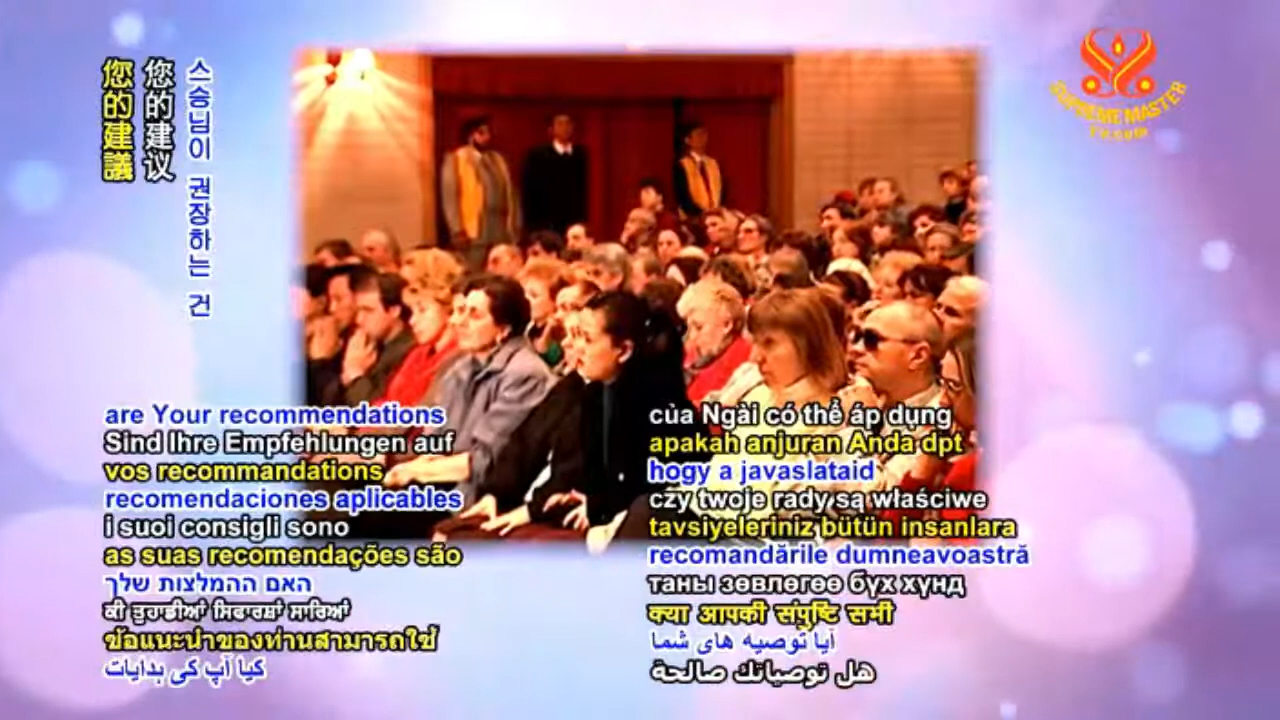 您的建議
您的建议
스승님이 권장하는 건
SUPREME MASTER
TV.COM
are Your recommendations
Sind Ihre Empfehlungen auf
vos recommandations
recomendaciones aplicables
i suoi consigli sono
as suas recomendações são
האם ההמלצות שלך
ਕੀ ਤੁਹਾਡੀਆਂ ਸਿਫਾਰਸ਼ਾਂ ਸਾਰਿਆਂ
ข้อแนะนำของท่านสามารถใช้
کیا آپ کی ہدایات
của Ngài có thể áp dụng
apakah anjuran Anda dpt
hogy a javaslataid
czy twoje rady są właściwe
tavsiyeleriniz bütün insanlara
recomandările dumneavoastră
таны зөвлөгөө бүх хүнд
क्या आपकी संपुष्टि सभी
آیا توصیه های شما
هل توصياتك صالحة